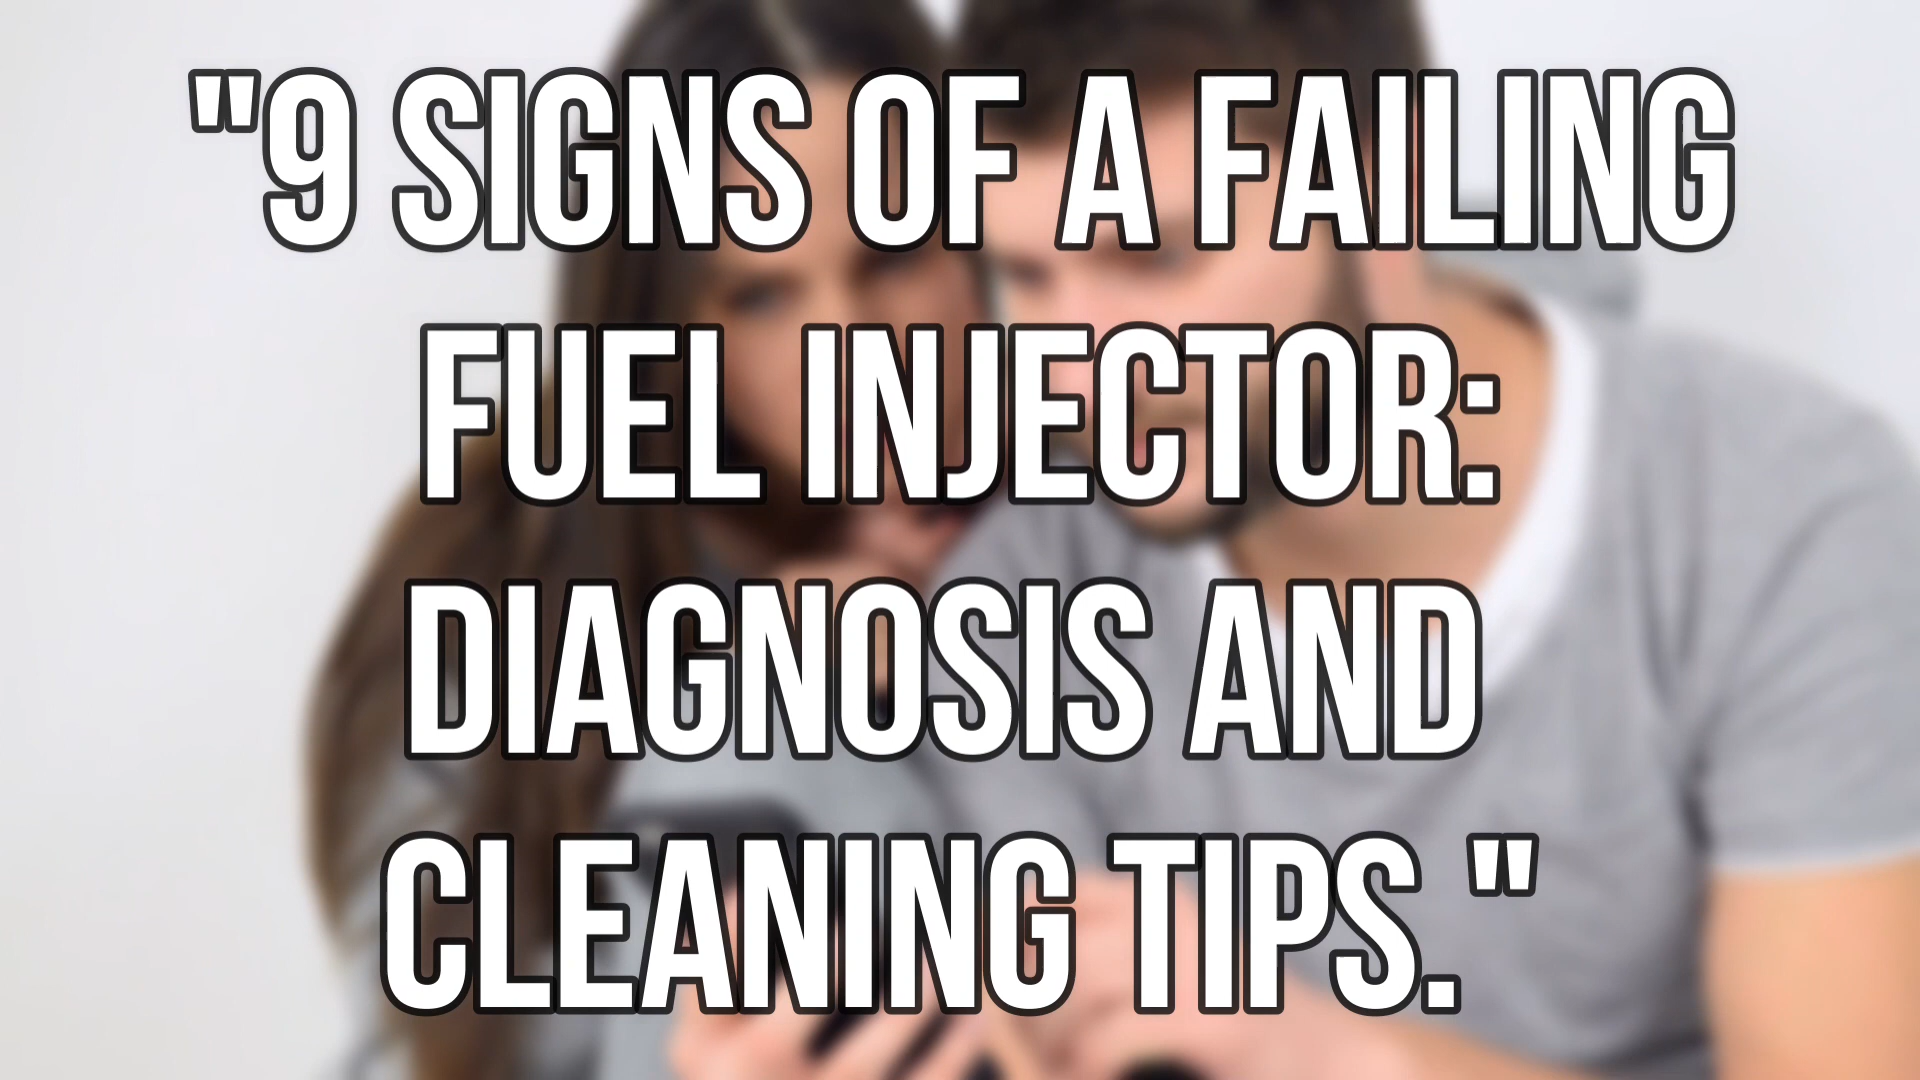 "9 SIGNS OF A FAILING
FUEL INJECTOR:
DIAGNOSIS AND
CLEANING TIPS."